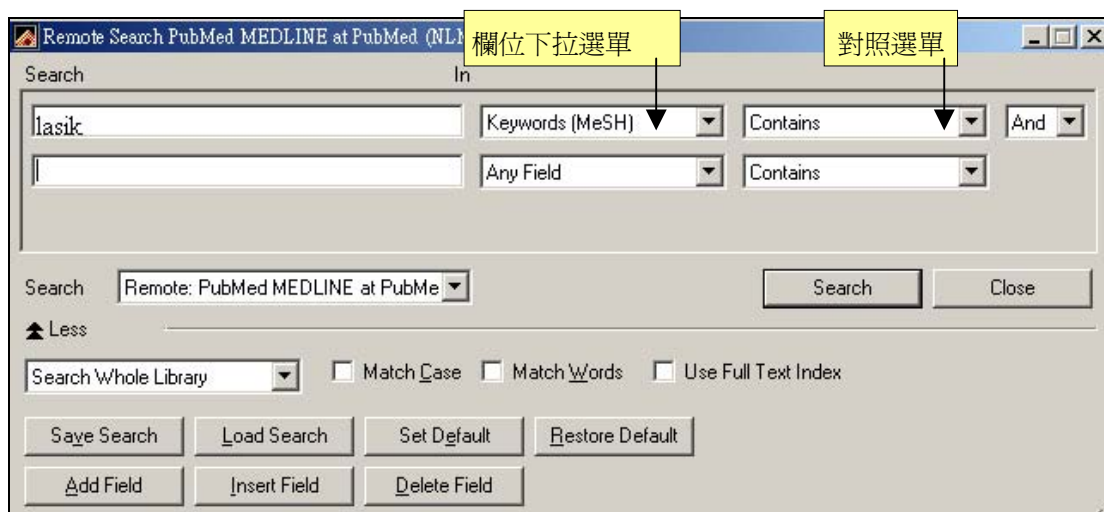 Remote Search PubMed MEDLINE at PubMed (NLM
欄位下拉選單
對照選單
Search In
lasik Keywords (MeSH) Contains And
Any Field Contains
Search Remote: PubMed MEDLINE at PubMe Search Close
Less
Search Whole Library Match Case Match Words Use Full Text Index
Save Search Load Search Set Default Restore Default
Add Field Insert Field Delete Field